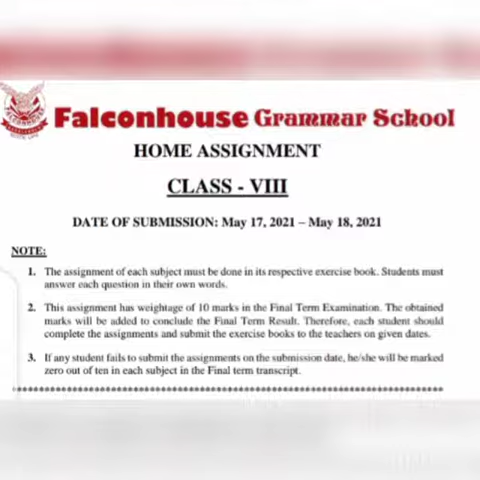 Falconhouse Grammar School
HOME ASSIGNMENT
CLASS - VIII
DATE OF SUBMISSION: May 17, 2021 – May 18, 2021
NOTE:
1. The assignment of each subject must be done in its respective exercise book. Students must
answer each question in their own words.
2. This assignment has weightage of 10 marks in the Final Term Examination. The obtained
marks will be added to conclude the Final Term Result. Therefore, each student should
complete the assignments and submit the exercise books to the teachers on given dates.
3. If any student fails to submit the assignments on the submission date, he/she will be marked
zero out of ten in each subject in the Final term transcript.